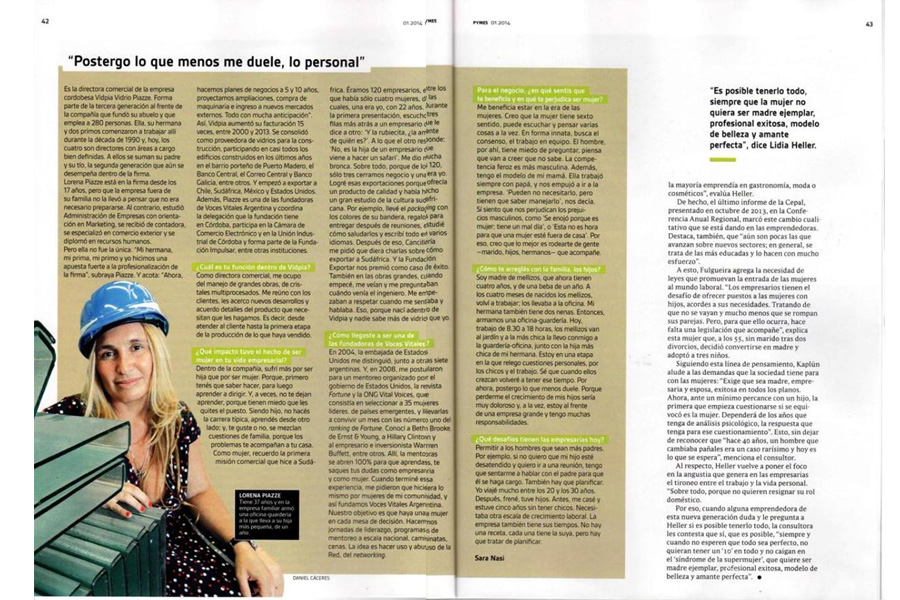 42
01 2014 PYMES
"Postergo lo que menos me duele, lo personal"
Es la directora comercial de la empresa
cordobesa Vidpia Vidrio Piazze. Forma
parte de la tercera generación al frente de
la compañía que fundó su abuelo y que
emplea a 280 personas. Ella, su hermana
y dos primos comenzaron a trabajar allí
durante la década de 1990 y, hoy, los
cuatro son directores con áreas a cargo
bien definidas. A ellos se suman su padre
y su tío, la segunda generación que aún se
desempeña dentro de la firma.
Lorena Piazze está en la firma desde los
17 años, pero que la empresa fuera de
su familia no la llevó a pensar que no era
necesario prepararse. Al contrario, estudió
Administración de Empresas con orienta-
ción en Marketing, se recibió de contadora,
se especializó en comercio exterior y se
diplomó en recursos humanos.
Pero ella no fue la única. "Mi hermana,
mi prima, mi primo y yo hicimos una
apuesta fuerte a la profesionalización de
la firma", subraya Piazze. Y acota: "Ahora,
hacemos planes de negocios a 5 y 10 años,
proyectamos ampliaciones, compra de
maquinaria e ingreso a nuevos mercados
externos. Todo con mucha anticipación".
Así, Vidpia aumentó su facturación 15
veces, entre 2000 y 2013. Se consolidó
como proveedora de vidrios para la cons-
trucción, participando en casi todos los
edificios construidos en los últimos años
en el barrio porteño de Puerto Madero, el
Banco Central, el Correo Central y Banco
Galicia, entre otros. Y empezó a exportar a
Chile, Sudáfrica, México y Estados Unidos.
Además, Piazze es una de las fundadoras
de Voces Vitales Argentina y coordina
la delegación que la fundación tiene
en Córdoba, participa en la Cámara de
Comercio Electrónico y en la Unión Indus-
trial de Córdoba y forma parte de la Funda-
ción Impulsar, entre otras instituciones.
¿Cuál es tu función dentro de Vidpia?
Como directora comercial, me ocupo
del manejo de grandes obras, de cris-
tales multiprocesados. Me reúno con los
clientes, les acerco nuevos desarrollos y
acuerdo detalles del producto que nece-
sitan que les hagamos. Es decir, desde
atender al cliente hasta la primera etapa
de la producción de lo que haya vendido.
¿Qué impacto tuvo el hecho de ser
mujer en tu vida empresarial?
Dentro de la compañía, sufrí más por ser
hija que por ser mujer. Porque, primero
tenés que saber hacer, para luego
aprender a dirigir. Y, a veces, no te dejan
aprender, porque tienen miedo que les
quites el puesto. Siendo hijo, no hacés
la carrera típica, aprendés desde otro
lado; y, te guste o no, se mezclan
cuestiones de familia, porque los
problemas te acompañan a tu casa.
Como mujer, recuerdo la primera
misión comercial que hice a Sudá-
frica. Éramos 120 empresarios, entre los
que había sólo cuatro mujeres, de las
cuales, una era yo, con 22 años. Durante
la primera presentación, escucho tres
filas más atrás a un empresario que le
dice a otro: 'Y la rubiecita, ¿la amante
de quién es?'. A lo que el otro responde:
'No, es la hija de un empresario que
viene a hacer un safari'. Me dio mucha
bronca. Sobre todo, porque de los 120,
sólo tres cerramos negocio y una era yo.
Logré esas exportaciones porque ofrecía
un producto de calidad y había hecho
un gran estudio de la cultura sudafri-
cana. Por ejemplo, llevé el packaging con
los colores de su bandera, regalos para
entregar después de reuniones, estudié
cómo saludarlos y escribí todo en varios
idiomas. Después de eso, Cancillería
me pidió que diera charlas sobre cómo
exportar a Sudáfrica. Y la Fundación
Exportar nos premió como caso de éxito.
También en las obras grandes, cuando
empecé, me veían y me preguntaban
cuándo venía el ingeniero. Me empe-
zaban a respetar cuando me sentaba y
hablaba. Eso, porque nací adentro de
Vidpia y nadie sabe más de vidrio que yo.
¿Cómo llegaste a ser una de
las fundadoras de Voces Vitales?
En 2004, la embajada de Estados
Unidos me distinguió, junto a otras siete
argentinas. Y, en 2008, me postularon
para un mentoreo organizado por el
gobierno de Estados Unidos, la revista
Fortune y la ONG Vital Voices, que
consistía en seleccionar a 35 mujeres
líderes, de países emergentes, y llevarlas
a convivir un mes con las número uno del
ranking de Fortune. Conocí a Beth Brooke,
de Ernst & Young, a Hillary Clinton y
al empresario e inversionista Warren
Buffett, entre otros. Allí, la mentoras
se abren 100% para que aprendas, te
saques tus dudas como empresaria
y como mujer. Cuando terminé esa
experiencia, me pidieron que hiciera lo
mismo por mujeres de mi comunidad, y
así fundamos Voces Vitales Argentina.
Nuestro objetivo es que haya una mujer
en cada mesa de decisión. Hacemos
jornadas de liderazgo, programas de
mentoreo a escala nacional, caminatas,
cenas. La idea es hacer uso y abuso de la
Red, del networking.
LORENA PIAZZE
Tiene 37 años y en la
empresa familiar armó
una oficina-guardería
a la que lleva a su hija
más pequeña, de un
año.
DANIEL CÁCERES
PYMES 01 2014
43
Para el negocio, ¿en qué sentís que
te beneficia y en qué te perjudica ser mujer?
Me beneficia estar en la era de las
mujeres. Creo que la mujer tiene sexto
sentido, puede escuchar y pensar varias
cosas a la vez. En forma innata, busca el
consenso, el trabajo en equipo. El hombre,
por ahí, tiene miedo de preguntar, piensa
que van a creer que no sabe. La compe-
tencia feroz es más masculina. Además,
tengo el modelo de mi mamá. Ella trabajó
siempre con papá, y nos empujó a ir a la
empresa. 'Pueden no necesitarlo, pero
tienen que saber manejarlo', nos decía.
Sí siento que nos perjudican los prejui-
cios masculinos, como 'Se enojó porque es
mujer; tiene un mal día', o 'Esta no es hora
para que una mujer esté fuera de casa'. Por
eso, creo que lo mejor es rodearte de gente
–marido, hijos, hermanos– que acompañe.
¿Cómo te arreglás con la familia, los hijos?
Soy madre de mellizos, que ahora tienen
cuatro años, y de una beba de un año. A
los cuatro meses de nacidos los mellizos,
volví a trabajar; los llevaba a la oficina. Mi
hermana también tiene dos nenas. Entonces,
armamos una oficina-guardería. Hoy,
trabajo de 8.30 a 18 horas, los mellizos van
al jardín y a la más chica la llevo conmigo a
la guardería-oficina, junto con la hija más
chica de mi hermana. Estoy en una etapa
en la que relego cuestiones personales, por
los chicos y el trabajo. Sé que cuando ellos
crezcan volveré a tener ese tiempo. Por
ahora, postergo lo que menos duele. Porque
perderme el crecimiento de mis hijos sería
muy doloroso y, a la vez, estoy al frente
de una empresa grande y tengo muchas
responsabilidades.
¿Qué desafíos tienen las empresarias hoy?
Permitir a los hombres que sean más padres.
Por ejemplo, si no quiero que mi hijo esté
desatendido y quiero ir a una reunión, tengo
que sentarme a hablar con el padre para que
él se haga cargo. También hay que planificar.
Yo viajé mucho entre los 20 y los 30 años.
Después, frené, tuve hijos. Antes, me casé y
estuve cinco años sin tener chicos. Necesi-
taba otra escala de crecimiento laboral. La
empresa también tiene sus tiempos. No hay
una receta, cada una tiene la suya, pero hay
que tratar de planificar.
Sara Nasi
"Es posible tenerlo todo,
siempre que la mujer no
quiera ser madre ejemplar,
profesional exitosa, modelo
de belleza y amante
perfecta", dice Lidia Heller.
la mayoría emprendía en gastronomía, moda o
cosméticos", evalúa Heller.
De hecho, el último informe de la Cepal,
presentado en octubre de 2013, en la Confe-
rencia Anual Regional, marcó este cambio cuali-
tativo que se está dando en las emprendedoras.
Destaca, también, que "aún son pocas las que
avanzan sobre nuevos sectores; en general, se
trata de las más educadas y lo hacen con mucho
esfuerzo".
A esto, Fulgueira agrega la necesidad de
leyes que promuevan la entrada de las mujeres
al mundo laboral. "Los empresarios tienen el
desafío de ofrecer puestos a las mujeres con
hijos, acordes a sus necesidades. Tratando de
que no se vayan y mucho menos que se rompan
sus parejas. Pero, para que ello ocurra, hace
falta una legislación que acompañe", explica
esta mujer que, a los 53, sin marido tras dos
divorcios, decidió convertirse en madre y
adoptó a tres niños.
Siguiendo esta línea de pensamiento, Kaplún
alude a las demandas que la sociedad tiene para
con las mujeres: "Exige que sea madre, empre-
saria y esposa, exitosa en todos los planos.
Ahora, ante un mínimo percance con un hijo, la
primera que empieza cuestionarse si se equi-
vocó es la mujer. Dependerá de los años que
tenga de análisis psicológico, la respuesta que
tenga para ese cuestionamiento". Esto, sin dejar
de reconocer que "hace 40 años, un hombre que
cambiaba pañales era un caso rarísimo y hoy es
lo que se espera", menciona el consultor.
Al respecto, Heller vuelve a poner el foco
en la angustia que genera en las empresarias
el tironeo entre el trabajo y la vida personal.
"Sobre todo, porque no quieren resignar su rol
doméstico.
Por eso, cuando alguna emprendedora de
esta nueva generación duda y le pregunta a
Heller si es posible tenerlo todo, la consultora
les contesta que sí, que es posible, "siempre y
cuando no esperen que todo sea perfecto, no
quieran tener un '10' en todo y no caigan en
el 'síndrome de la supermujer', que quiere ser
madre ejemplar, profesional exitosa, modelo de
belleza y amante perfecta". ●